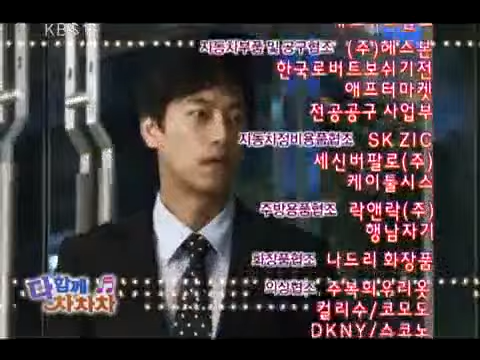 KBS
자동차부품 및 공구협조 (주)헤스본
한국로버트보쉬기전
애프터마켓
전공공구 사업부
자동차정비용품협조 SK ZIC
세신버팔로(주)
케이툴시스
주방용품협조 락앤락(주)
행남자기
화장품협조 나드리 화장품
의상협조 주복희우리옷
컬리수/코모도
DKNY/쇼코노
다함께
차차차